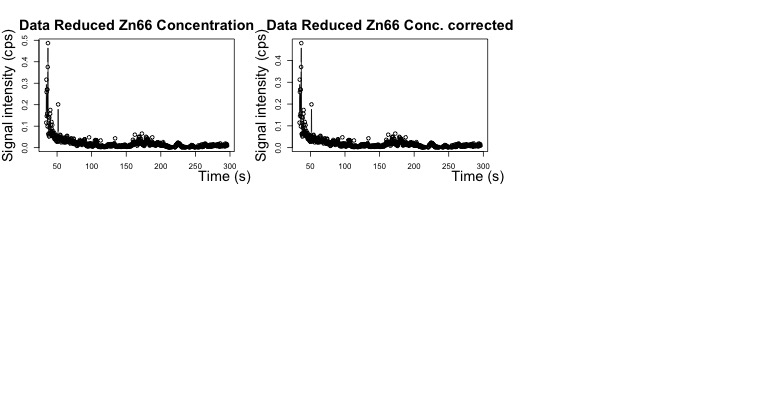 Data Reduced Zn66 Concentration
Signal intensity (cps)
0.0 0.1 0.2 0.3 0.4 0.5
50 100 150 200 250 300
Time (s)
Data Reduced Zn66 Conc. corrected
Signal intensity (cps)
0.0 0.1 0.2 0.3 0.4
50 100 150 200 250 300
Time (s)